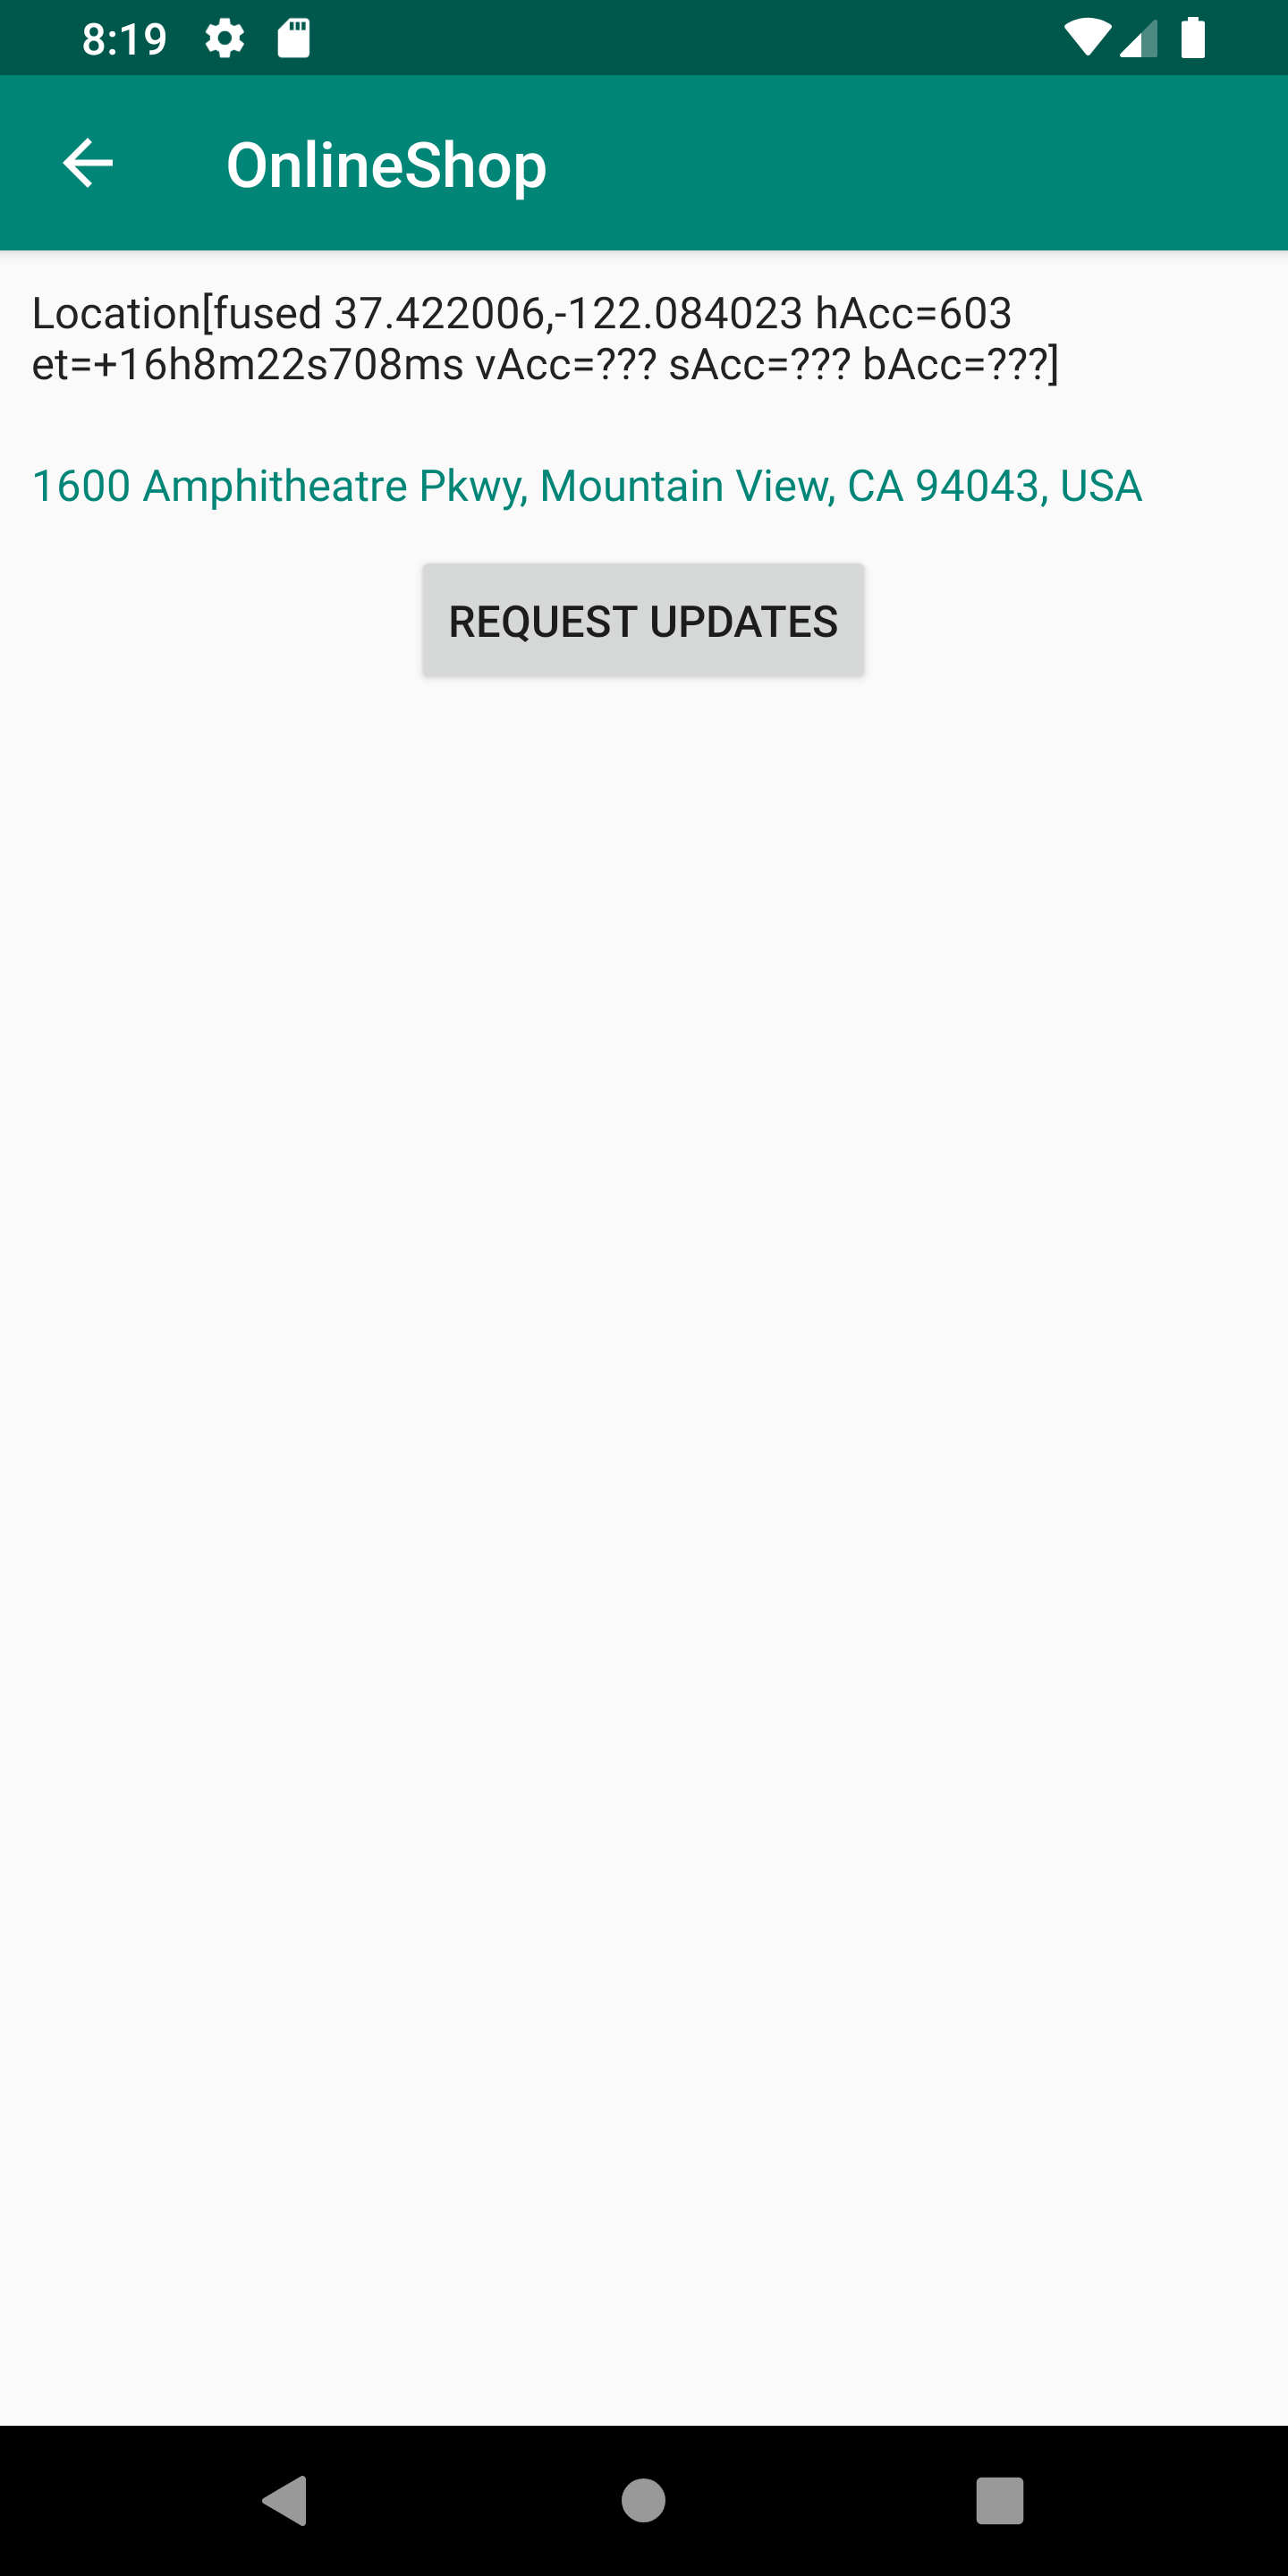 8:19
OnlineShop
Location[fused 37.422006,-122.084023 hAcc=603
et=+16h8m22s708ms vAcc=??? sAcc=??? bAcc=???]
1600 Amphitheatre Pkwy, Mountain View, CA 94043, USA
REQUEST UPDATES